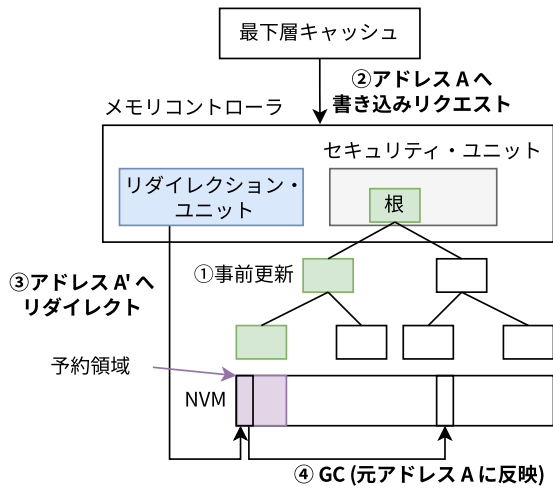 最下層キャッシュ
②アドレス A へ
書き込みリクエスト
メモリコントローラ
セキュリティ・ユニット
リダイレクション・
ユニット
根
①事前更新
③アドレス A' へ
リダイレクト
予約領域
NVM
④ GC (元アドレス A に反映)